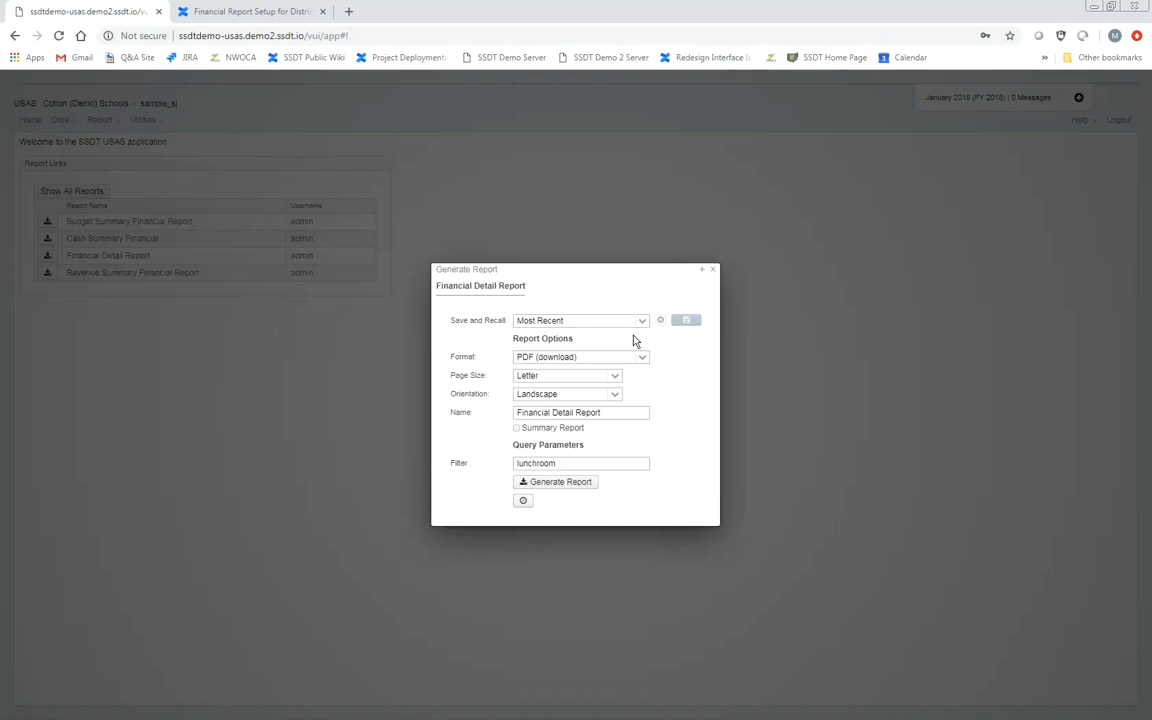 ssdtdemo-usas.demo2.ssdt.io/vu
Financial Report Setup for Distric
Not secure
ssdtdemo-usas.demo2.ssdt.io/vui/app#!
Apps
Gmail
Q&A Site
JIRA
NWOCA
SSDT Public Wiki
Project Deployment
SSDT Demo Server
SSDT Demo 2 Server
Redesign Interface I
SSDT Home Page
Calendar
»
Other bookmarks
USAS Cotton (Demo) Schools - sample_sj
January 2018 (FY 2018) | 0 Messages
Home
Core
Report
Utilities
Help
Logout
Welcome to the SSDT USAS application
Report Links
Show All Reports
Report Name
Username
Budget Summary Financial Report
admin
Cash Summary Financial
admin
Financial Detail Report
admin
Revenue Summary Financial Report
admin
Generate Report
Financial Detail Report
Save and Recall
Most Recent
Report Options
Format:
PDF (download)
Page Size:
Letter
Orientation:
Landscape
Name:
Financial Detail Report
Summary Report
Query Parameters
Filter
lunchroom
Generate Report